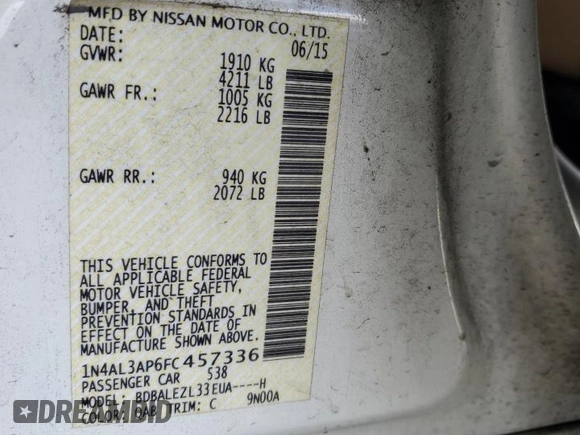 MFD BY NISSAN MOTOR CO., LTD.
DATE: 06/15
GVWR: 1910 KG
4211 LB
GAWR FR.: 1005 KG
2216 LB
GAWR RR.: 940 KG
2072 LB
THIS VEHICLE CONFORMS TO
ALL APPLICABLE FEDERAL
MOTOR VEHICLE SAFETY,
BUMPER, AND THEFT
PREVENTION STANDARDS IN
EFFECT ON THE DATE OF
MANUFACTURE SHOWN ABOVE.
1N4AL3AP6FC457336
PASSENGER CAR 538
MODEL: BDBALEZL33EUA----H
COLOR: QAB TRIM: C 9N00A
BIDBIDMOTORS